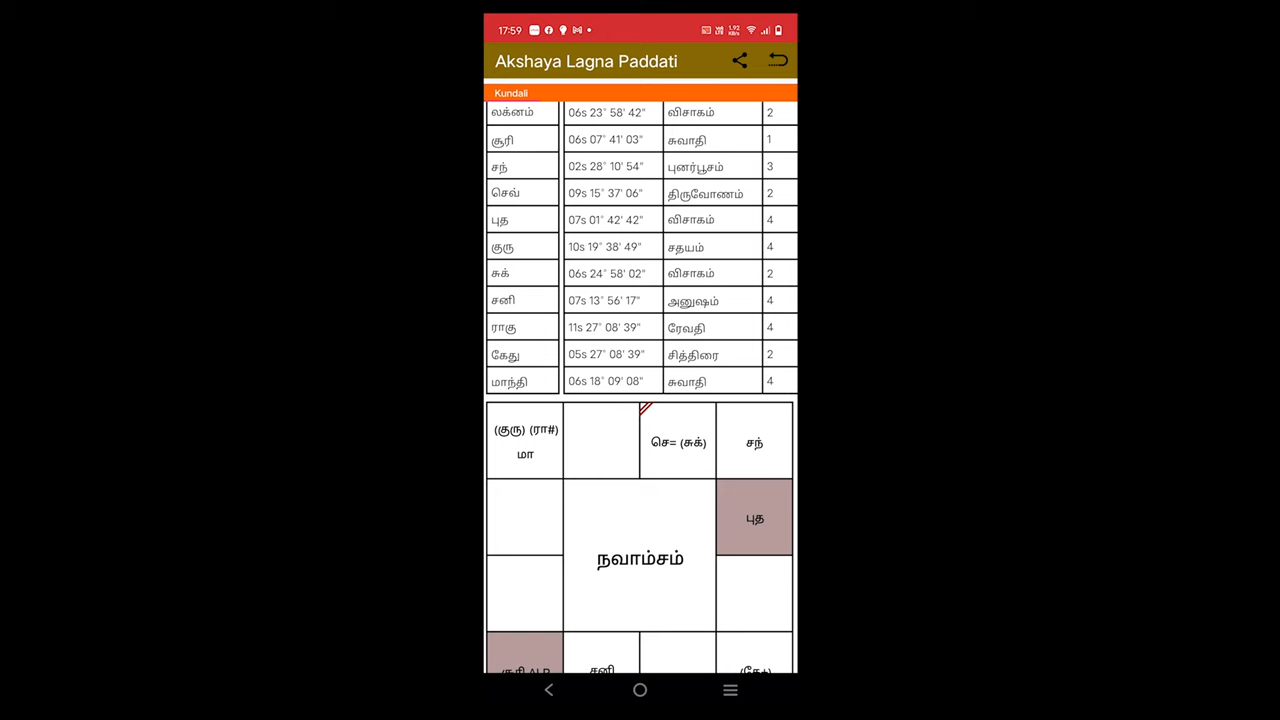 17:59 1.92 KB/s
Akshaya Lagna Paddati
Kundali
லக்னம் 06s 23° 58' 42" விசாகம் 2
சூரி 06s 07° 41' 03" சுவாதி 1
சந் 02s 28° 10' 54" புனர்பூசம் 3
செவ் 09s 15° 37' 06" திருவோணம் 2
புத 07s 01° 42' 42" விசாகம் 4
குரு 10s 19° 38' 49" சதயம் 4
சுக் 06s 24° 58' 02" விசாகம் 2
சனி 07s 13° 56' 17" அனுஷம் 4
ராகு 11s 27° 08' 39" ரேவதி 4
கேது 05s 27° 08' 39" சித்திரை 2
மாந்தி 06s 18° 09' 08" சுவாதி 4
(குரு) (ரா#) செ= (சுக்) சந்
மா
புத
நவாம்சம்
சூரி ALP சனி (கே+)